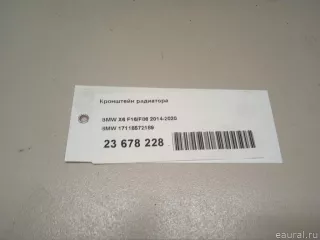 Кронштейн радиатора
BMW X6 F16/F86 2014-2020
BMW 17118672189
23 678 228
eaural.ru